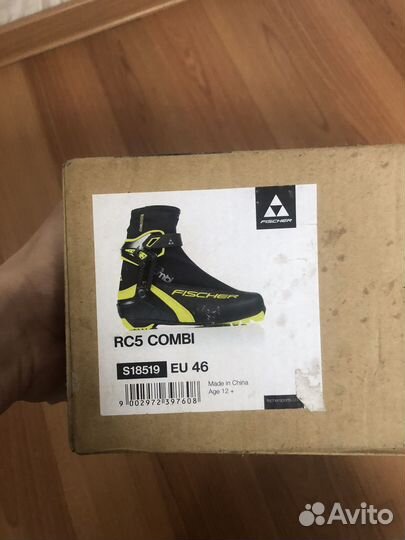 FISCHER
FISCHER
RC5 COMBI
S18519 EU 46
Made in China
Age 12 +
9 002972 397608
Avito